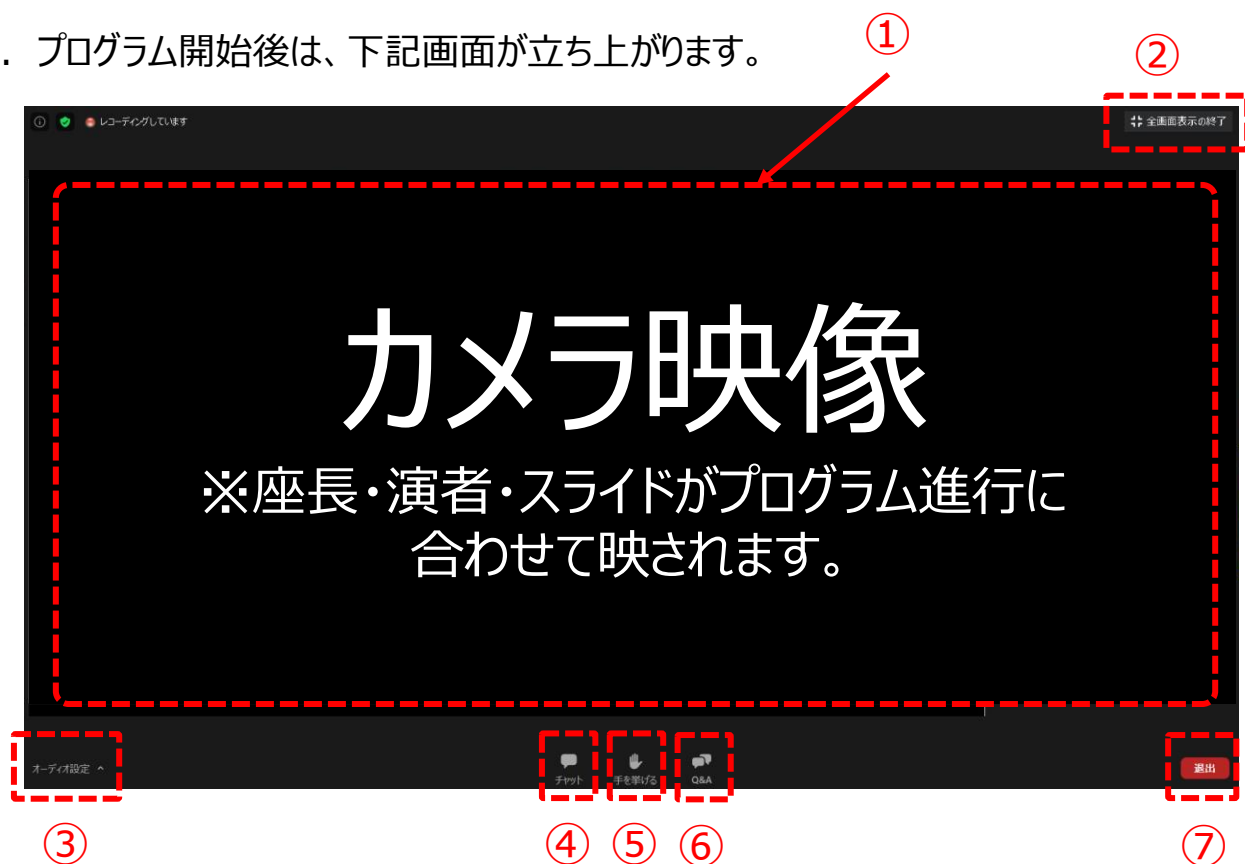 . プログラム開始後は、下記画面が立ち上がります。
①
②
レコーディングしています
全画面表示の終了
カメラ映像
※座長・演者・スライドがプログラム進行に
合わせて映されます。
オーディオ設定 ^
チャット
手を挙げる
Q&A
退出
③
④
⑤
⑥
⑦